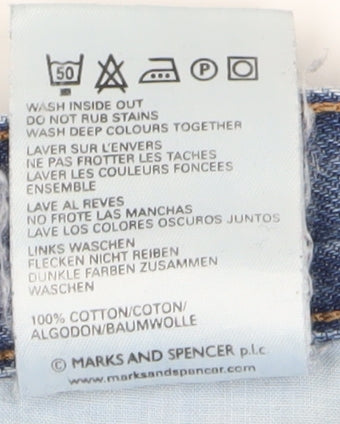 50 P
WASH INSIDE OUT
DO NOT RUB STAINS
WASH DEEP COLOURS TOGETHER
LAVER SUR L'ENVERS
NE PAS FROTTER LES TACHES
LAVER LES COULEURS FONCEES
ENSEMBLE
LAVE AL REVES
NO FROTE LAS MANCHAS
LAVE LOS COLORES OSCUROS JUNTOS
LINKS WASCHEN
FLECKEN NICHT REIBEN
DUNKLE FARBEN ZUSAMMEN
WASCHEN
100% COTTON/COTON/
ALGODON/BAUMWOLLE
© MARKS AND SPENCER p.l.c.
www.marksandspencer.com